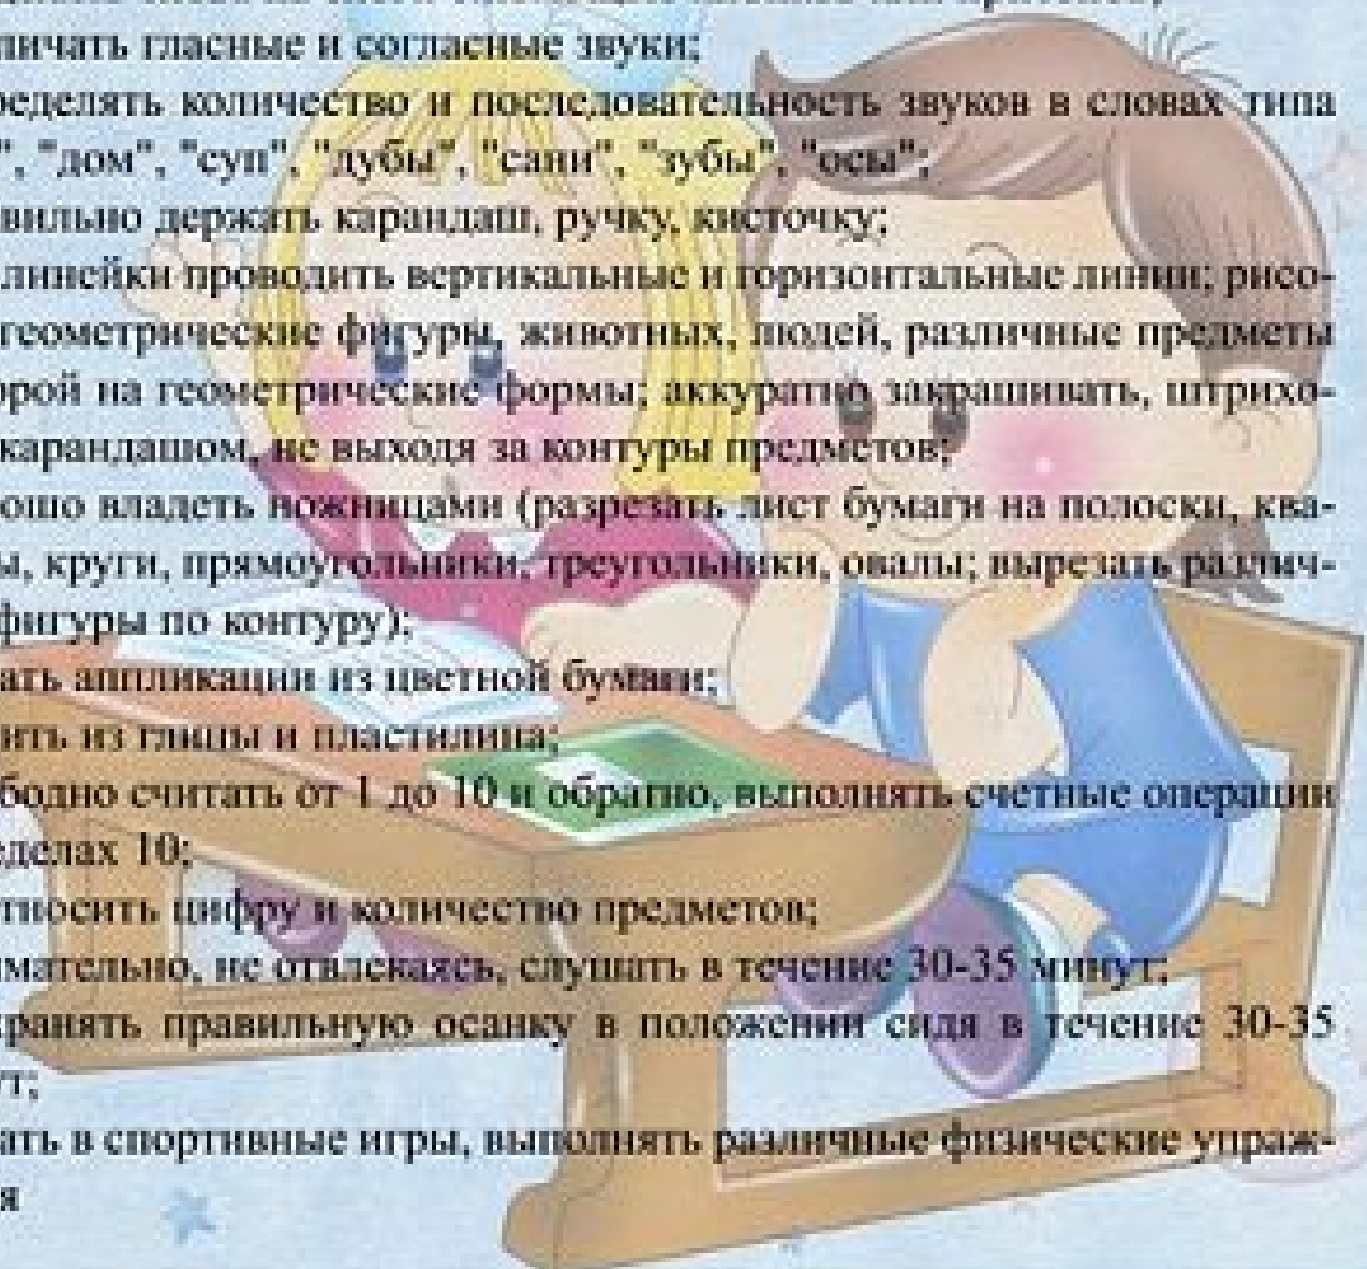 личать гласные и согласные звуки;
ределять количество и последовательность звуков в словах типа
", "дом", "суп", "дубы", "сани", "зубы", "осы";
вильно держать карандаш, ручку, кисточку;
линейки проводить вертикальные и горизонтальные линии; рисо-
геометрические фигуры, животных, людей, различные предметы
орой на геометрические формы; аккуратно закрашивать, штрихо-
карандашом, не выходя за контуры предметов;
ошо владеть ножницами (разрезать лист бумаги на полоски, ква-
ы, круги, прямоугольники, треугольники, овалы; вырезать различ-
фигуры по контуру);
ать аппликации из цветной бумаги;
ить из глины и пластилина;
бодно считать от 1 до 10 и обратно, выполнять счетные операции
еделах 10;
тносить цифру и количество предметов;
мательно, не отвлекаясь, слушать в течение 30-35 минут;
хранять правильную осанку в положении сидя в течение 30-35
ут;
ать в спортивные игры, выполнять различные физические упраж-
я